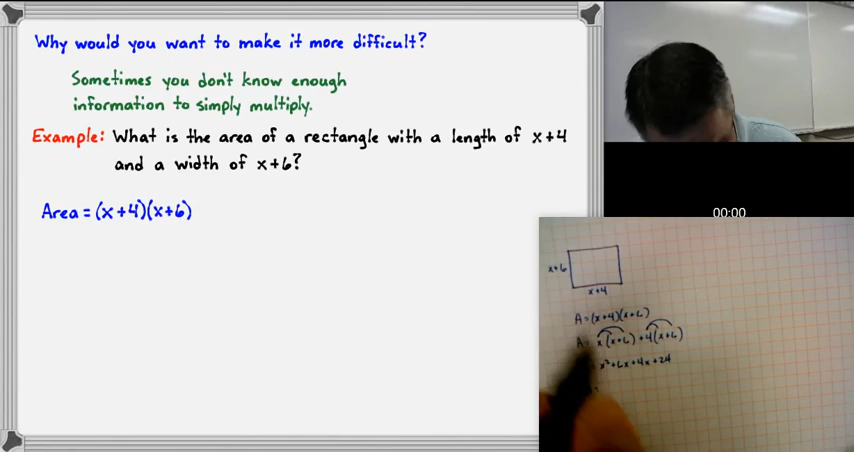 Why would you want to make it more difficult?
Sometimes you don't know enough
information to simply multiply.
Example: What is the area of a rectangle with a length of x+4
and a width of x+6?
Area = (x+4)(x+6)
00:00
x+6
x+4
A = (x+4)(x+6)
A = x(x+6) + 4(x+6)
= x²+6x+4x+24
=